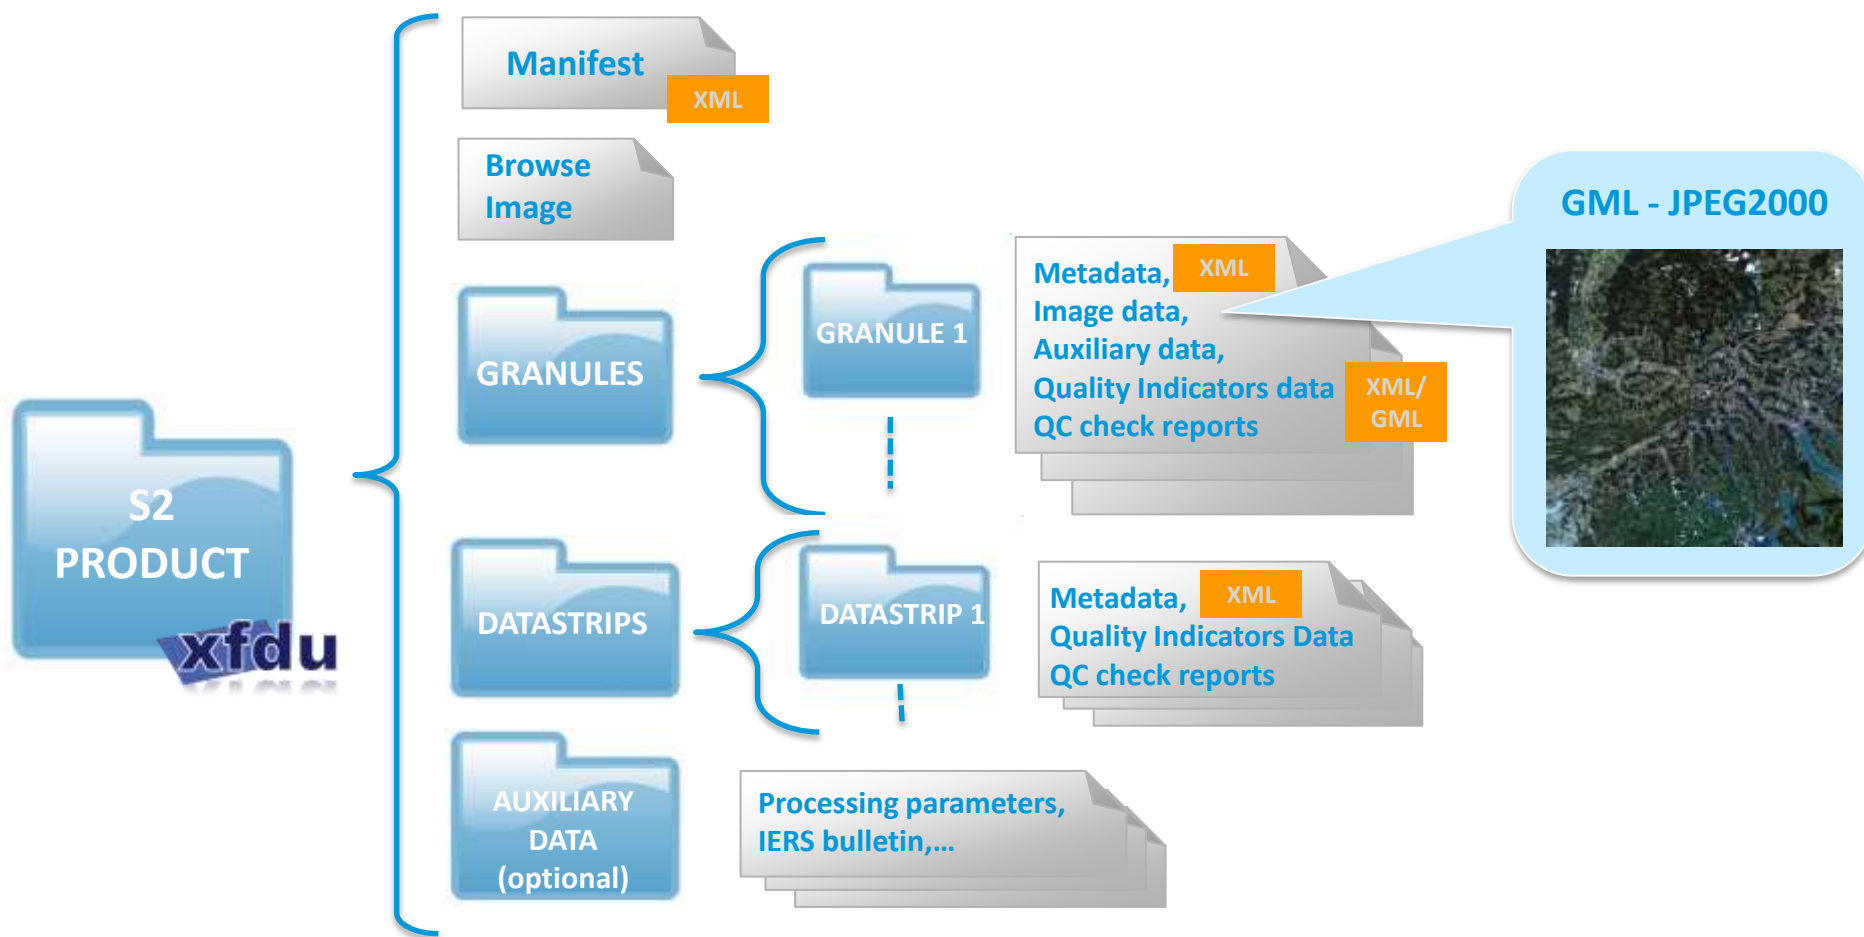 Manifest
XML
Browse
Image
GML - JPEG2000
GRANULES
GRANULE 1
Metadata,
XML
Image data,
Auxiliary data,
Quality Indicators data
QC check reports
XML/
GML
S2
PRODUCT
xfdu
DATASTRIPS
DATASTRIP 1
Metadata,
XML
Quality Indicators Data
QC check reports
AUXILIARY
DATA
(optional)
Processing parameters,
IERS bulletin,...